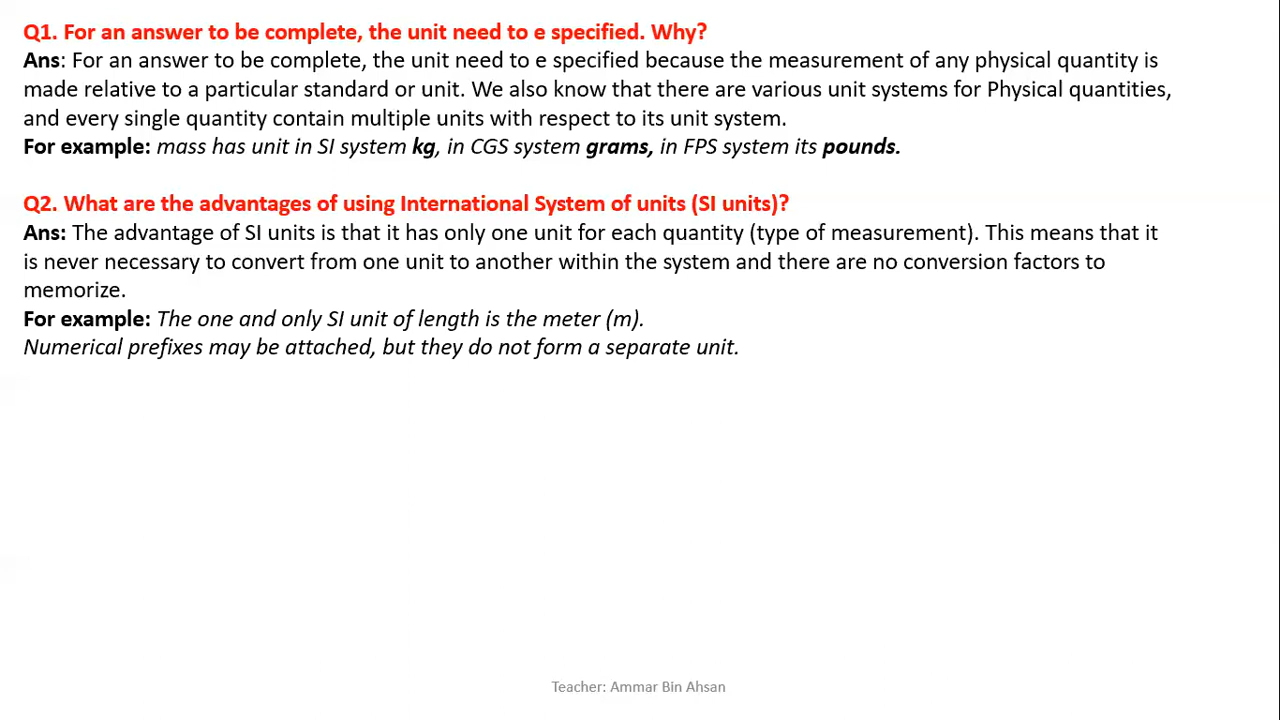 Q1. For an answer to be complete, the unit need to e specified. Why?
Ans: For an answer to be complete, the unit need to e specified because the measurement of any physical quantity is
made relative to a particular standard or unit. We also know that there are various unit systems for Physical quantities,
and every single quantity contain multiple units with respect to its unit system.
For example: mass has unit in SI system kg, in CGS system grams, in FPS system its pounds.
Q2. What are the advantages of using International System of units (SI units)?
Ans: The advantage of SI units is that it has only one unit for each quantity (type of measurement). This means that it
is never necessary to convert from one unit to another within the system and there are no conversion factors to
memorize.
For example: The one and only SI unit of length is the meter (m).
Numerical prefixes may be attached, but they do not form a separate unit.
Teacher: Ammar Bin Ahsan